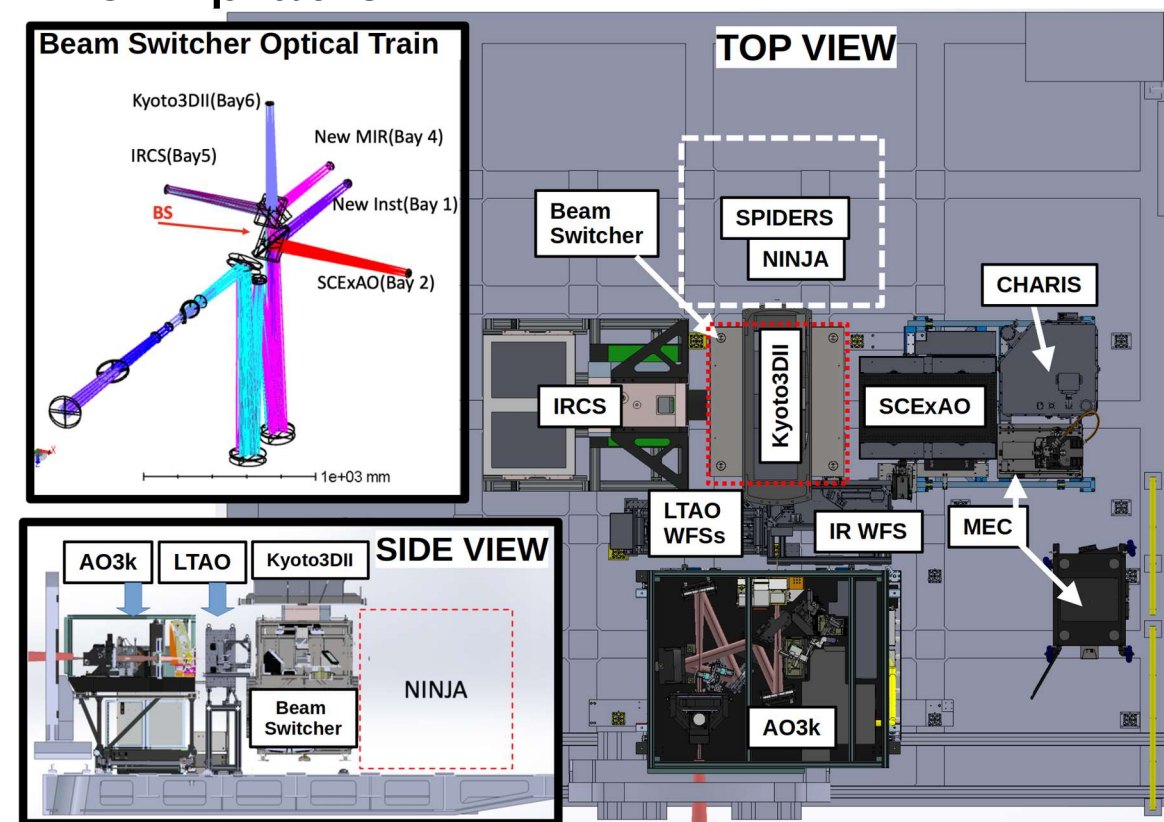 Beam Switcher Optical Train
Kyoto3DII(Bay6)
New MIR(Bay 4)
IRCS(Bay5)
New Inst(Bay 1)
BS
SCExAO(Bay 2)
1e+03 mm
TOP VIEW
Beam
Switcher
SPIDERS
NINJA
CHARIS
IRCS
Kyoto3DII
SCExAO
LTAO
WFSs
IR WFS
MEC
AO3k
SIDE VIEW
AO3k
LTAO
Kyoto3DII
Beam
Switcher
NINJA